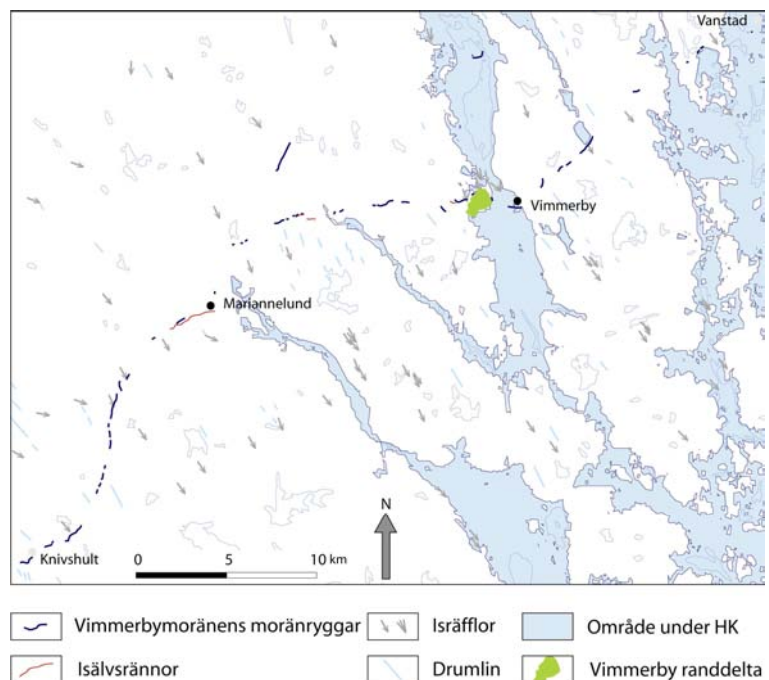 Vanstad
Vimmerby
Mariannelund
N
Knivshult
0 5 10 km
Vimmerbymoränens moränryggar
Isräfflor
Område under HK
Isälvsrännor
Drumlin
Vimmerby randdelta